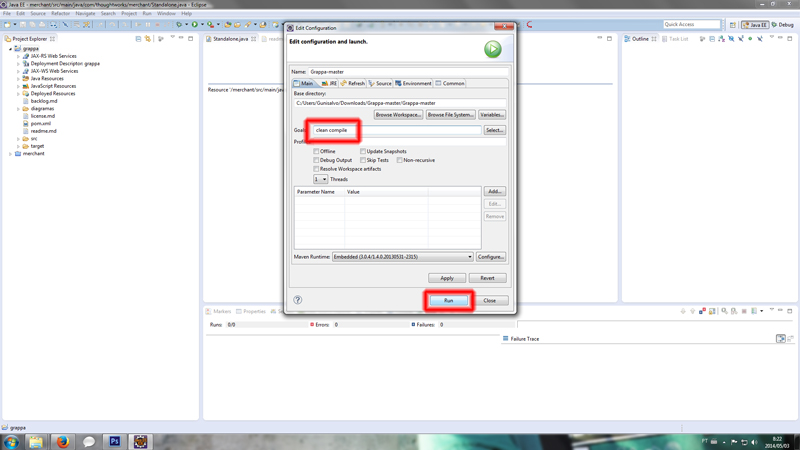 Java EE - merchant/src/main/java/com/thoughtworks/merchant/Standalone.java - Eclipse
File Edit Source Refactor Navigate Search Project Run Window Help
Quick Access
Java EE
Debug
Project Explorer
grappa
JAX-RS Web Services
JAX-WS Web Services
Deployment Descriptor: grappa
Java Resources
JavaScript Resources
Deployed Resources
backlog.md
diagramas
license.md
pom.xml
readme.md
src
target
merchant
Standalone.java
Resource '/merchant/src/main/jav
Outline
Task List
Edit Configuration
Edit configuration and launch.
Name: Grappa-master
Main JRE Refresh Source Environment Common
Base directory:
C:/Users/Gunisalvo/Downloads/Grappa-master/Grappa-master
Browse Workspace... Browse File System... Variables...
Goals: clean compile Select...
Profiles:
Offline Update Snapshots
Debug Output Skip Tests Non-recursive
Resolve Workspace artifacts
1 Threads
Parameter Name Value
Add...
Edit...
Remove
Maven Runtime: Embedded (3.0.4/1.4.0.20130531-2315) Configure...
Apply Revert
Run Close
Markers Properties
Runs: 0/0 Errors: 0 Failures: 0
Failure Trace
grappa
PT
8:22
2014/05/03